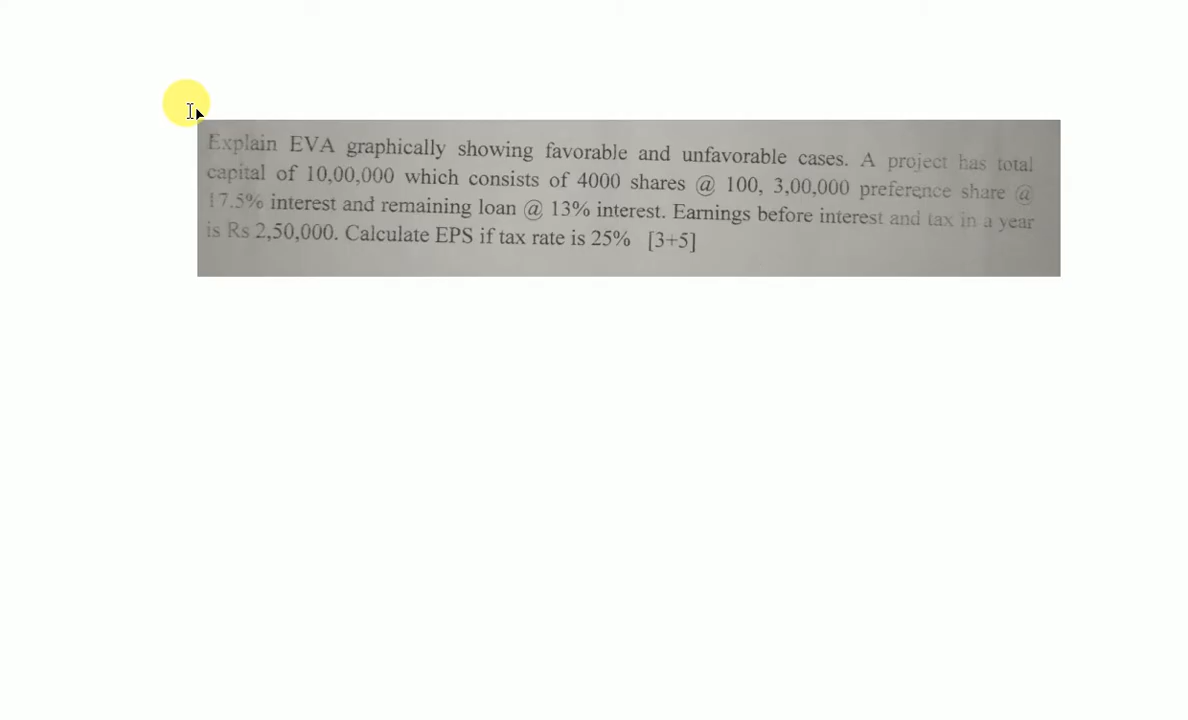 Explain EVA graphically showing favorable and unfavorable cases. A project has total
capital of 10,00,000 which consists of 4000 shares @ 100, 3,00,000 preference share @
17.5% interest and remaining loan @ 13% interest. Earnings before interest and tax in a year
is Rs 2,50,000. Calculate EPS if tax rate is 25% [3+5]